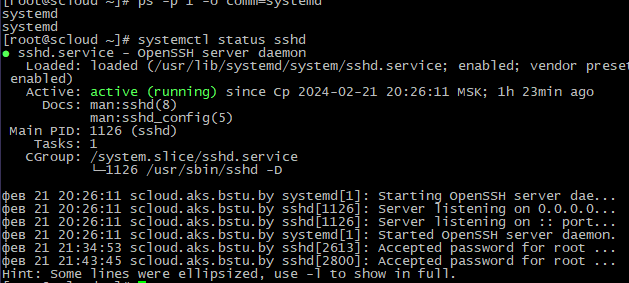 [root@scloud ~]# ps -p 1 -o comm=systemd
systemd
systemd
[root@scloud ~]# systemctl status sshd
● sshd.service - OpenSSH server daemon
Loaded: loaded (/usr/lib/systemd/system/sshd.service; enabled; vendor preset
enabled)
Active: active (running) since Ср 2024-02-21 20:26:11 MSK; 1h 23min ago
Docs: man:sshd(8)
man:sshd_config(5)
Main PID: 1126 (sshd)
Tasks: 1
CGroup: /system.slice/sshd.service
└─1126 /usr/sbin/sshd -D
фев 21 20:26:11 scloud.aks.bstu.by systemd[1]: Starting OpenSSH server dae...
фев 21 20:26:11 scloud.aks.bstu.by sshd[1126]: Server listening on 0.0.0.0...
фев 21 20:26:11 scloud.aks.bstu.by sshd[1126]: Server listening on :: port...
фев 21 20:26:11 scloud.aks.bstu.by systemd[1]: Started OpenSSH server daemon.
фев 21 21:34:53 scloud.aks.bstu.by sshd[2613]: Accepted password for root ...
фев 21 21:43:45 scloud.aks.bstu.by sshd[2800]: Accepted password for root ...
Hint: Some lines were ellipsized, use -l to show in full.